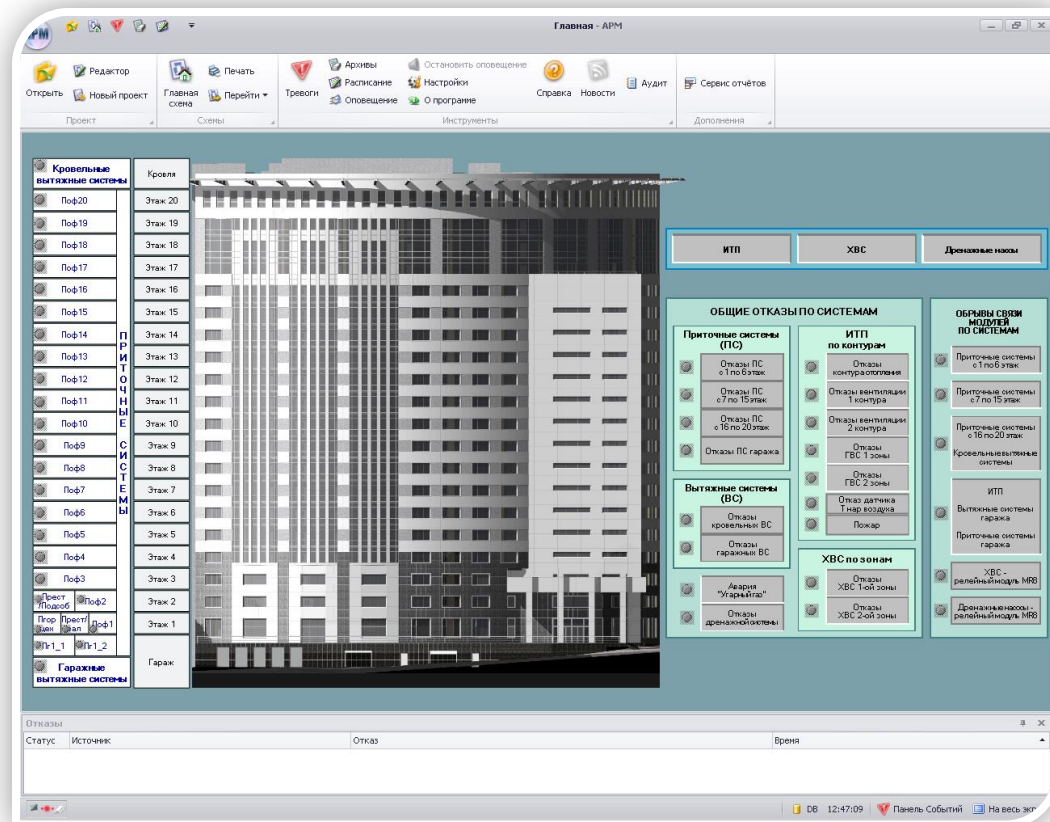 АРМ
Главная - АРМ
Открыть
Редактор
Новый проект
Проект
Главная
схема
Печать
Перейти
Схемы
Тревоги
Архивы
Расписание
Оповещение
Остановить оповещение
Настройки
О програме
Справка
Новости
Аудит
Инструменты
Сервис отчётов
Дополнения
Кровельные
вытяжные системы
Кровля
Поф20
Этаж 20
Поф19
Этаж 19
Поф18
Этаж 18
Поф17
Этаж 17
Поф16
Этаж 16
Поф15
Этаж 15
Поф14
Этаж 14
Поф13
Этаж 13
Поф12
Этаж 12
Поф11
Этаж 11
Поф10
Этаж 10
Поф9
Этаж 9
Поф8
Этаж 8
Поф7
Этаж 7
Поф6
Этаж 6
Поф5
Этаж 5
Поф4
Этаж 4
Поф3
Этаж 3
ПРИТОЧНЫЕ СИСТЕМЫ
Прест
/Подсоб
Поф2
Этаж 2
Пгор
цех
Прест/
зал
Поф1
Этаж 1
Пг1_1
Пг1_2
Гараж
Гаражные
вытяжные системы
ИТП
ХВС
Дренажные насосы
ОБЩИЕ ОТКАЗЫ ПО СИСТЕМАМ
Приточные системы
(ПС)
Отказы ПС
с 1 по 6 этаж
Отказы ПС
с 7 по 15 этаж
Отказы ПС
с 16 по 20 этаж
Отказы ПС гаража
Вытяжные системы
(ВС)
Отказы
кровельных ВС
Отказы
гаражных ВС
Авария
"Угарный газ"
Отказы
дренажной системы
ИТП
по контурам
Отказы
контура отопления
Отказы вентиляции
1 контура
Отказы вентиляции
2 контура
Отказы
ГВС 1 зоны
Отказы
ГВС 2 зоны
Отказ датчика
Т нар воздуха
Пожар
ХВС по зонам
Отказы
ХВС 1-ой зоны
Отказы
ХВС 2-ой зоны
ОБРЫВЫ СВЯЗИ
МОДУЛЕЙ
ПО СИСТЕМАМ
Приточные системы
с 1 по 6 этаж
Приточные системы
с 7 по 15 этаж
Приточные системы
с 16 по 20 этаж
Кровельные вытяжные
системы
ИТП
Вытяжные системы
гаража
Приточные системы
гаража
ХВС -
релейный модуль MR8
Дренажные насосы -
релейный модуль MR8
Отказы
Статус
Источник
Отказ
Время
DB
12:47:09
Панель Событий
На весь экр